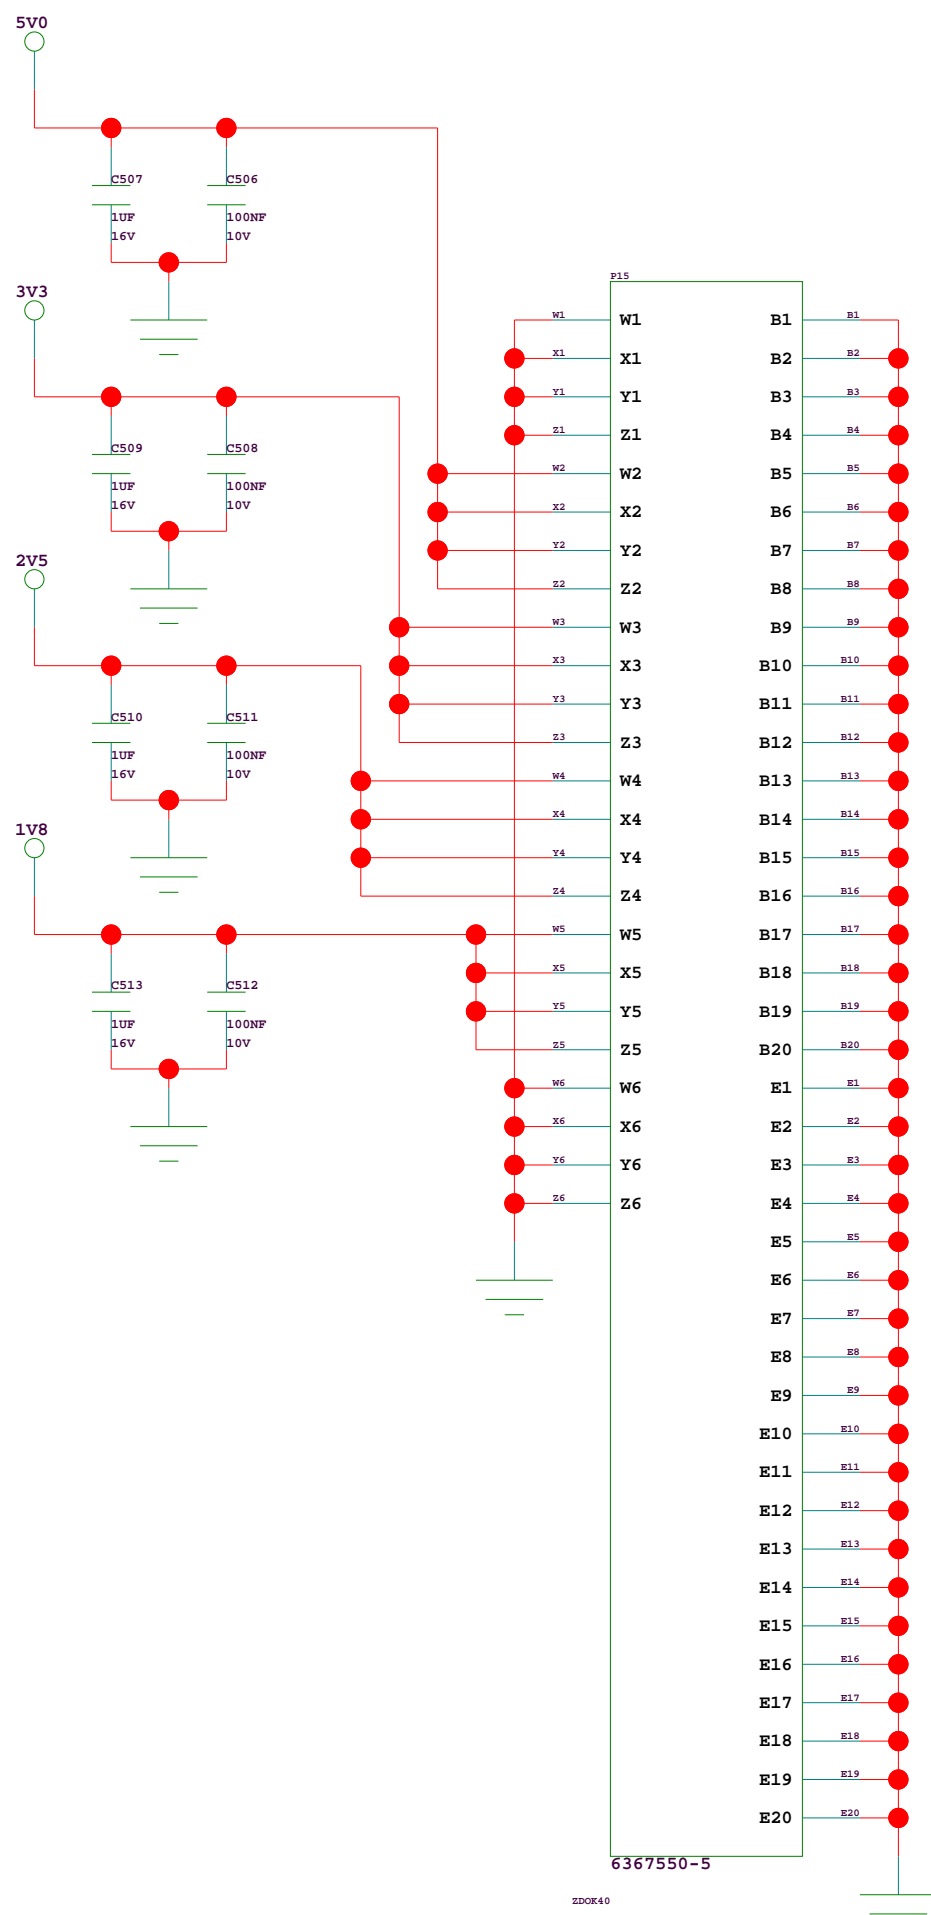 5V0
C507 C506
1UF 100NF
16V 10V
3V3
C509 C508
1UF 100NF
16V 10V
2V5
C510 C511
1UF 100NF
16V 10V
1V8
C513 C512
1UF 100NF
16V 10V
P15
W1 W1 B1 B1
X1 X1 B2 B2
Y1 Y1 B3 B3
Z1 Z1 B4 B4
W2 W2 B5 B5
X2 X2 B6 B6
Y2 Y2 B7 B7
Z2 Z2 B8 B8
W3 W3 B9 B9
X3 X3 B10 B10
Y3 Y3 B11 B11
Z3 Z3 B12 B12
W4 W4 B13 B13
X4 X4 B14 B14
Y4 Y4 B15 B15
Z4 Z4 B16 B16
W5 W5 B17 B17
X5 X5 B18 B18
Y5 Y5 B19 B19
Z5 Z5 B20 B20
W6 W6 E1 E1
X6 X6 E2 E2
Y6 Y6 E3 E3
Z6 Z6 E4 E4
E5 E5
E6 E6
E7 E7
E8 E8
E9 E9
E10 E10
E11 E11
E12 E12
E13 E13
E14 E14
E15 E15
E16 E16
E17 E17
E18 E18
E19 E19
E20 E20
6367550-5
ZDOK40